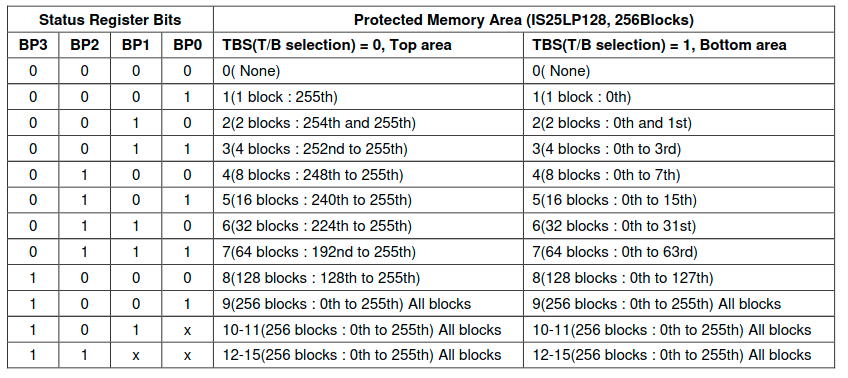 Status Register Bits Protected Memory Area (IS25LP128, 256Blocks)
BP3 BP2 BP1 BP0 TBS(T/B selection) = 0, Top area TBS(T/B selection) = 1, Bottom area
0 0 0 0 0( None) 0( None)
0 0 0 1 1(1 block : 255th) 1(1 block : 0th)
0 0 1 0 2(2 blocks : 254th and 255th) 2(2 blocks : 0th and 1st)
0 0 1 1 3(4 blocks : 252nd to 255th) 3(4 blocks : 0th to 3rd)
0 1 0 0 4(8 blocks : 248th to 255th) 4(8 blocks : 0th to 7th)
0 1 0 1 5(16 blocks : 240th to 255th) 5(16 blocks : 0th to 15th)
0 1 1 0 6(32 blocks : 224th to 255th) 6(32 blocks : 0th to 31st)
0 1 1 1 7(64 blocks : 192nd to 255th) 7(64 blocks : 0th to 63rd)
1 0 0 0 8(128 blocks : 128th to 255th) 8(128 blocks : 0th to 127th)
1 0 0 1 9(256 blocks : 0th to 255th) All blocks 9(256 blocks : 0th to 255th) All blocks
1 0 1 x 10-11(256 blocks : 0th to 255th) All blocks 10-11(256 blocks : 0th to 255th) All blocks
1 1 x x 12-15(256 blocks : 0th to 255th) All blocks 12-15(256 blocks : 0th to 255th) All blocks